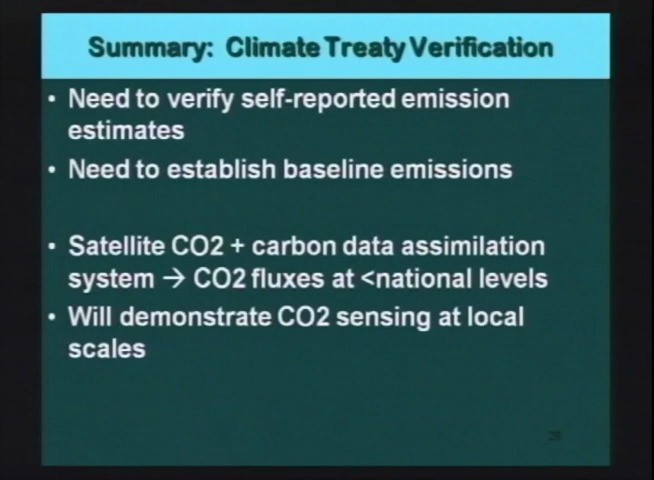 Summary: Climate Treaty Verification
• Need to verify self-reported emission
estimates
• Need to establish baseline emissions
• Satellite CO2 + carbon data assimilation
system → CO2 fluxes at <national levels
• Will demonstrate CO2 sensing at local
scales